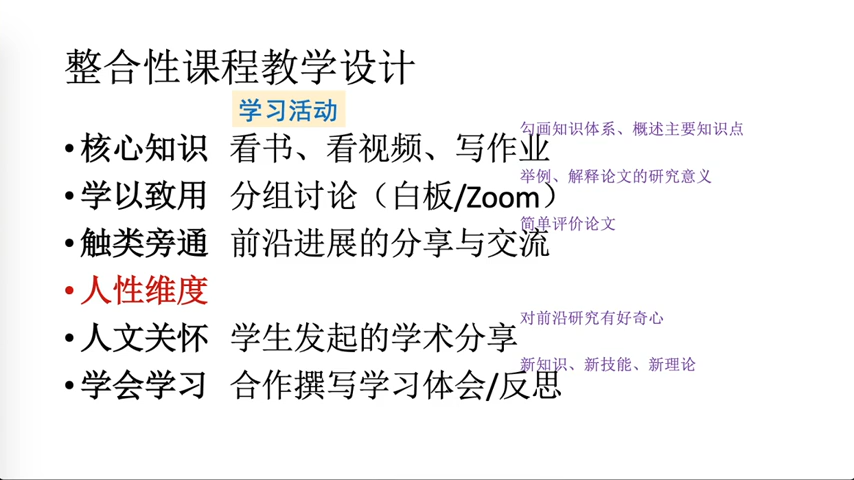 整合性课程教学设计
学习活动
勾画知识体系、概述主要知识点
•核心知识 看书、看视频、写作业
举例、解释论文的研究意义
•学以致用 分组讨论（白板/Zoom）
简单评价论文
•触类旁通 前沿进展的分享与交流
•人性维度
对前沿研究有好奇心
•人文关怀 学生发起的学术分享
新知识、新技能、新理论
•学会学习 合作撰写学习体会/反思